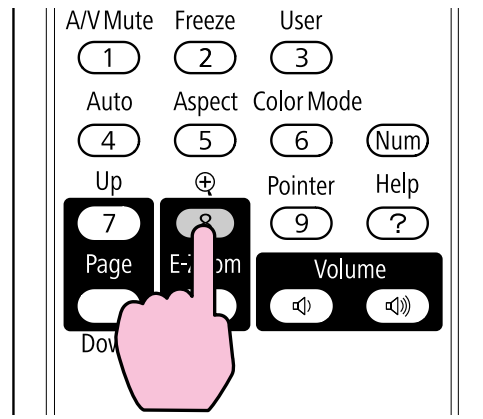 A/V Mute Freeze User
1 2 3
Auto Aspect Color Mode
4 5 6 Num
Up Pointer Help
7 8 9 ?
Page Volume